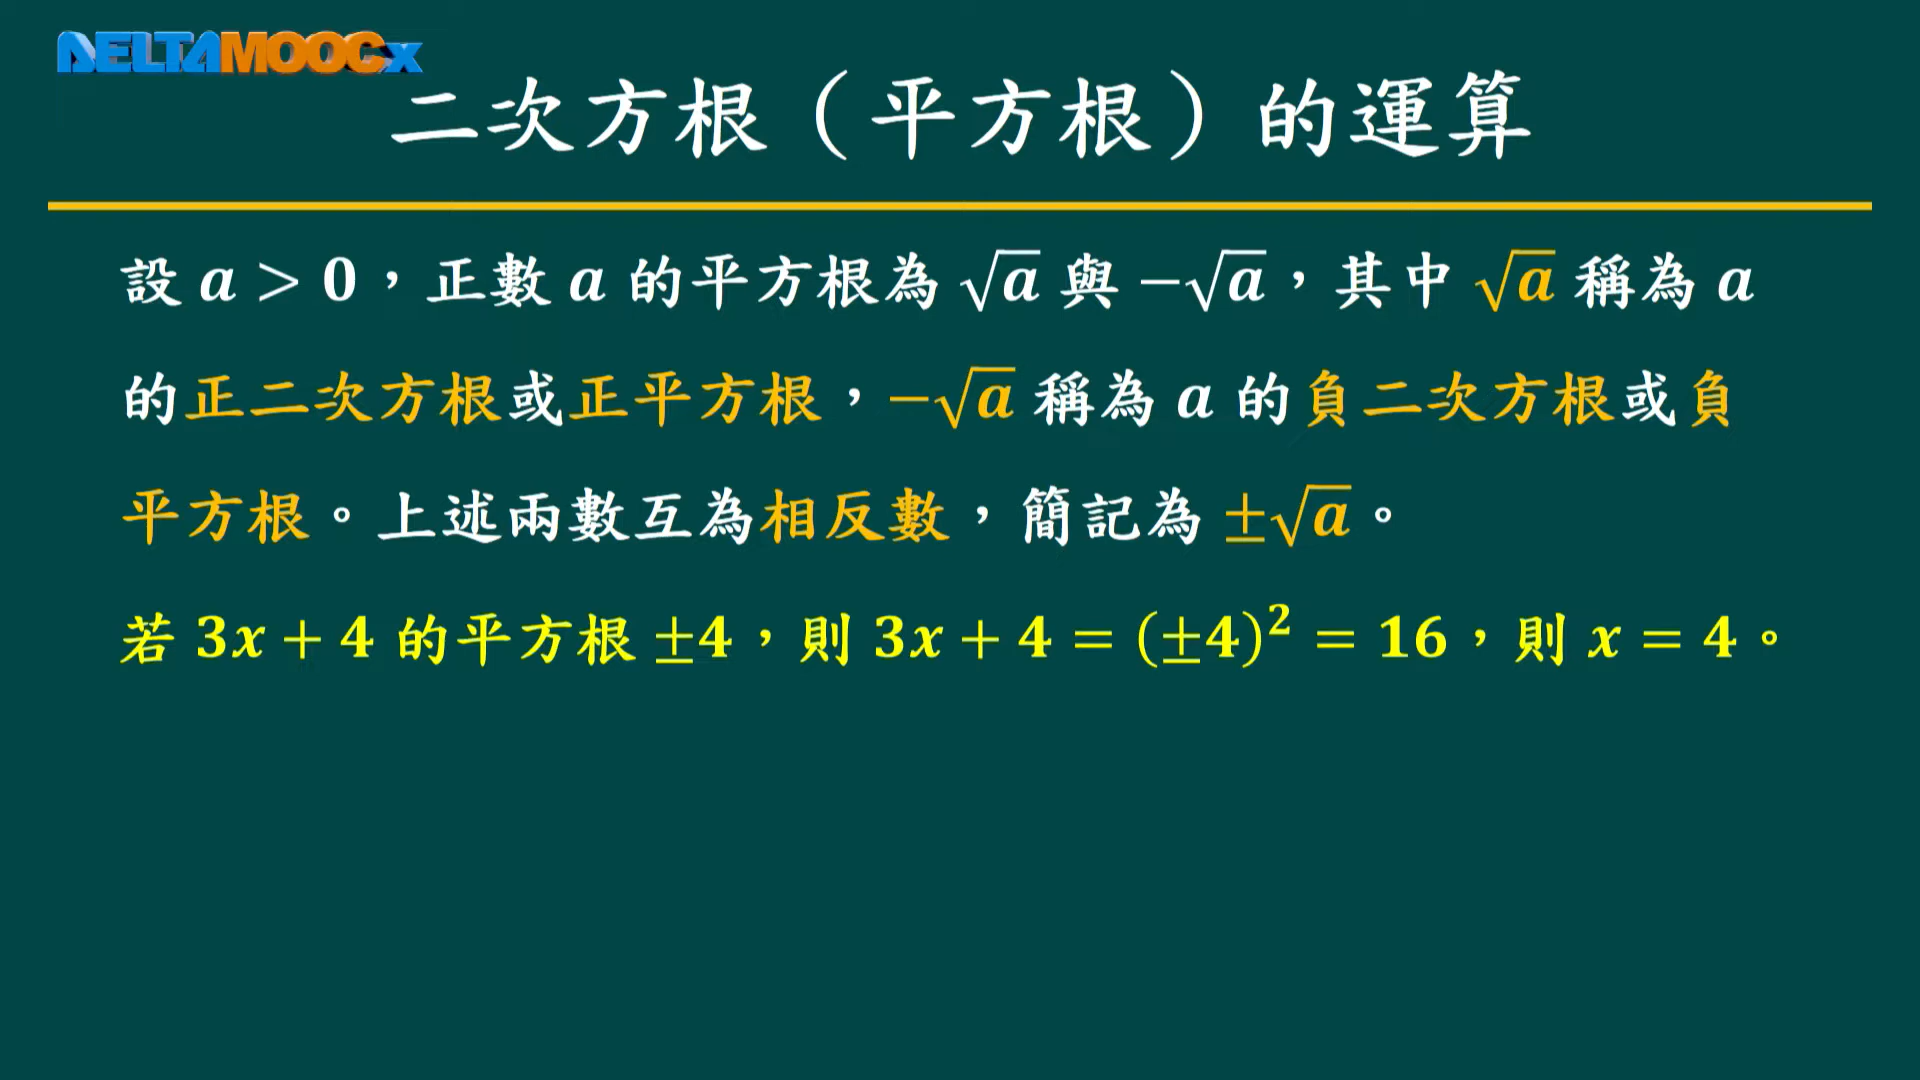 DELTAMOOCx
二次方根（平方根）的運算
設 a > 0，正數 a 的平方根為 √a 與 −√a，其中 √a 稱為 a
的正二次方根或正平方根，−√a 稱為 a 的負二次方根或負
平方根。上述兩數互為相反數，簡記為 ±√a。
若 3x + 4 的平方根 ±4，則 3x + 4 = (±4)² = 16，則 x = 4。